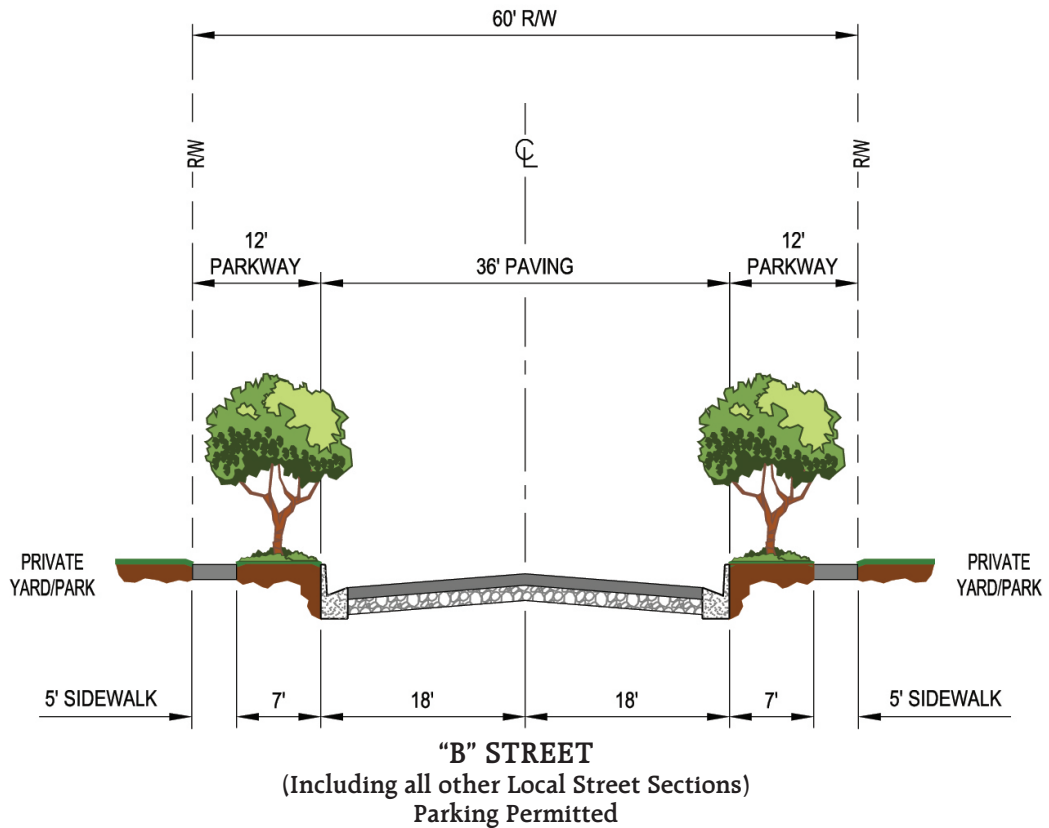 60' R/W
R/W
℄
R/W
12'
PARKWAY
36' PAVING
12'
PARKWAY
PRIVATE
YARD/PARK
PRIVATE
YARD/PARK
5' SIDEWALK
7'
18'
18'
7'
5' SIDEWALK
“B” STREET
(Including all other Local Street Sections)
Parking Permitted